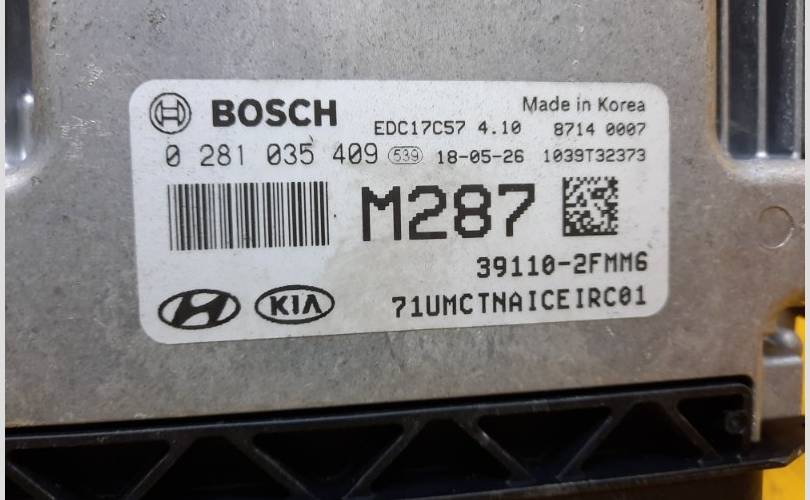 BOSCH
Made in Korea
EDC17C57 4.10 8714 0007
0 281 035 409 539 18-05-26 1039T32373
M287
39110-2FMM6
KIA 71UMCTNAICEIRC01